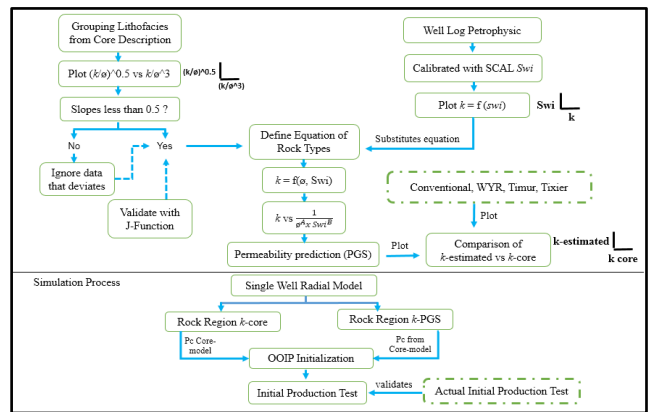 Grouping Lithofacies
from Core Description
Plot (k/ø)^0.5 vs k/ø^3
(k/ø)^0.5
(k/ø^3)
Slopes less than 0.5 ?
No
Yes
Ignore data
that deviates
Validate with
J-Function
Well Log Petrophysic
Calibrated with SCAL Swi
Plot k = f (swi)
Swi
k
Substitutes equation
Define Equation of
Rock Types
k = f(ø, Swi)
k vs 1 / ø^A x Swi^B
Permeability prediction (PGS)
Plot
Conventional, WYR, Timur, Tixier
Plot
Comparison of
k-estimated vs k-core
k-estimated
k core
Simulation Process
Single Well Radial Model
Rock Region k-core
Rock Region k-PGS
Pc Core-
model
Pc from
Core-model
OOIP Initialization
Initial Production Test
validates
Actual Initial Production Test